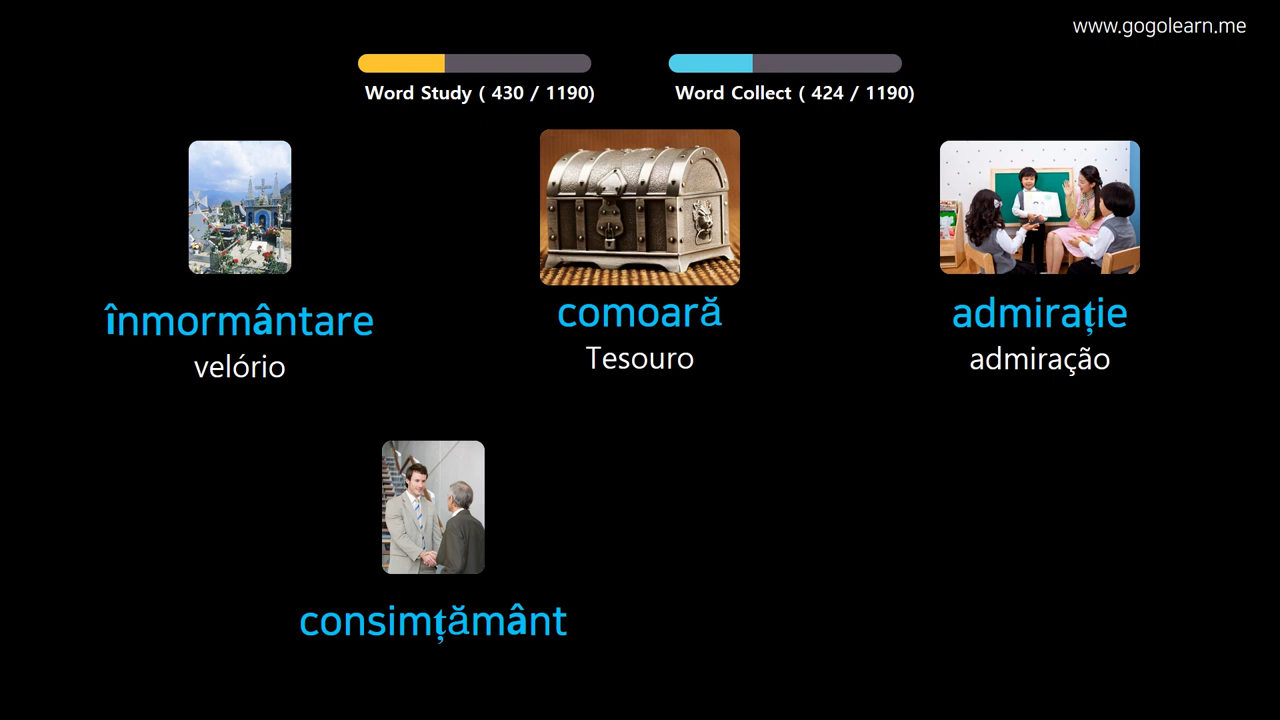 www.gogolearn.me
Word Study ( 430 / 1190)
Word Collect ( 424 / 1190)
înmormântare
velório
comoară
Tesouro
admirație
admiração
consimțământ